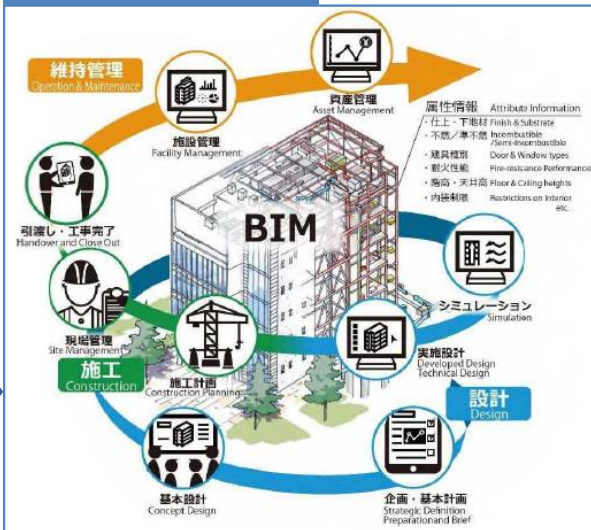 維持管理
Operation & Maintenance
施設管理
Facility Management
資産管理
Asset Management
属性情報 Attribute Information
・仕上・下地材 Finish & Substrate
・不燃/準不燃 Incombustible
/Semi-incombustible
・建具種別 Door & Window types
・耐火性能 Fire-resistance Performance
・階高・天井高 Floor & Ceiling heights
・内装制限 Restrictions on Interior
etc.
BIM
引渡し・工事完了
Handover and Close Out
現場管理
Site Management
施工
Construction
施工計画
Construction Planning
シミュレーション
Simulation
実施設計
Developed Design
Technical Design
設計
Design
基本設計
Concept Design
企画・基本計画
Strategic Definition
Preparation and Brief